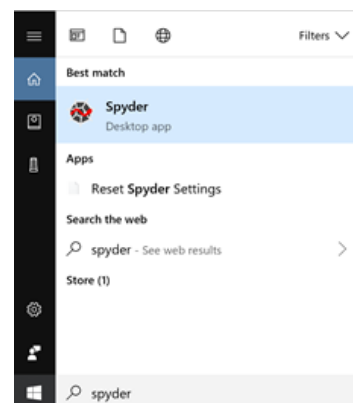 Filters
Best match
Spyder
Desktop app
Apps
Reset Spyder Settings
Search the web
spyder - See web results
Store (1)
spyder